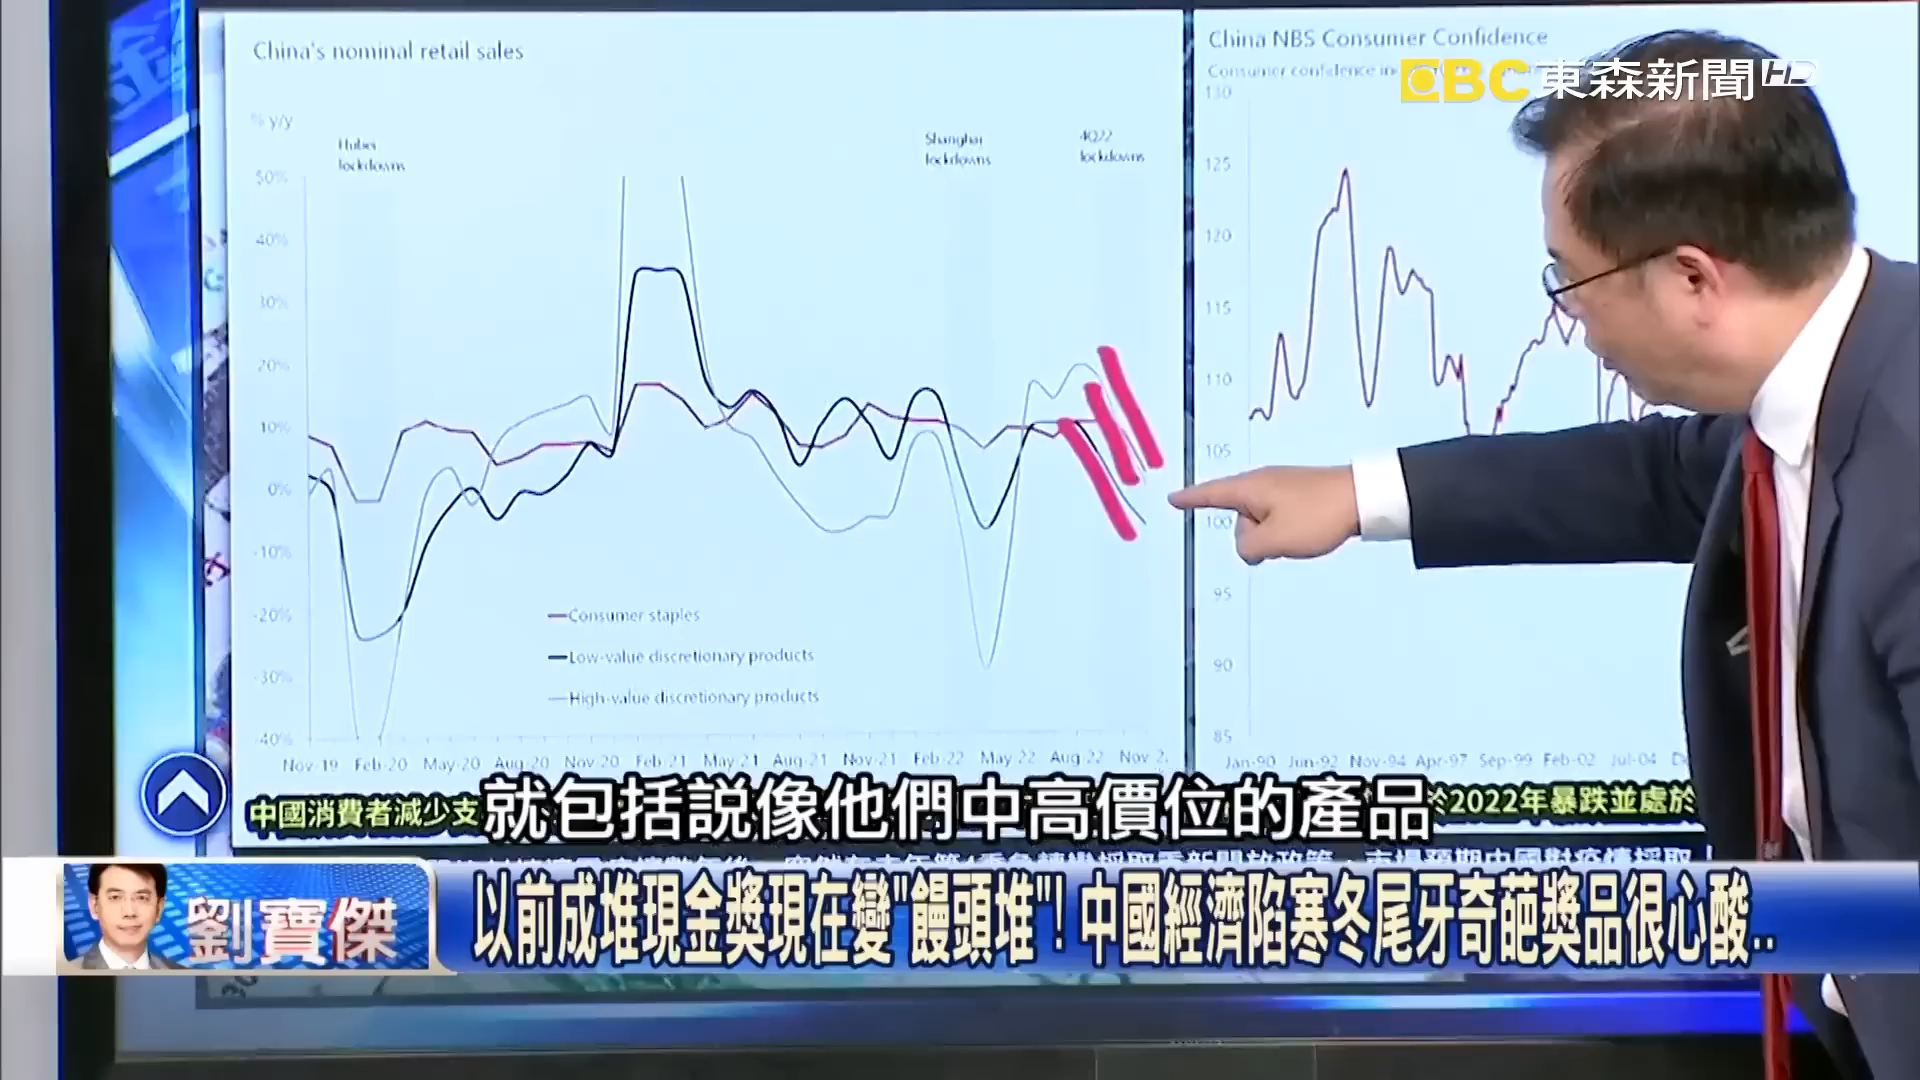 China's nominal retail sales
% y/y
Hubei
lockdowns
Shanghai
lockdowns
4Q22
lockdowns
50%
40%
30%
20%
10%
0%
-10%
-20%
-30%
-40%
Consumer staples
Low-value discretionary products
High-value discretionary products
Nov-19 Feb-20 May-20 Aug-20 Nov-20 Feb-21 May-21 Aug-21 Nov-21 Feb-22 May-22 Aug-22 Nov-2
China NBS Consumer Confidence
Consumer confidence
EBC東森新聞HD
130
125
120
115
110
105
100
95
90
85
Jan-90 Jun-92 Nov-94 Apr-97 Sep-99 Feb-02 Jul-04
中國消費者減少支
於2022年暴跌並處於
就包括說像他們中高價位的產品
劉寶傑
以前成堆現金獎現在變"饅頭堆"!中國經濟陷寒冬尾牙奇葩獎品很心酸..